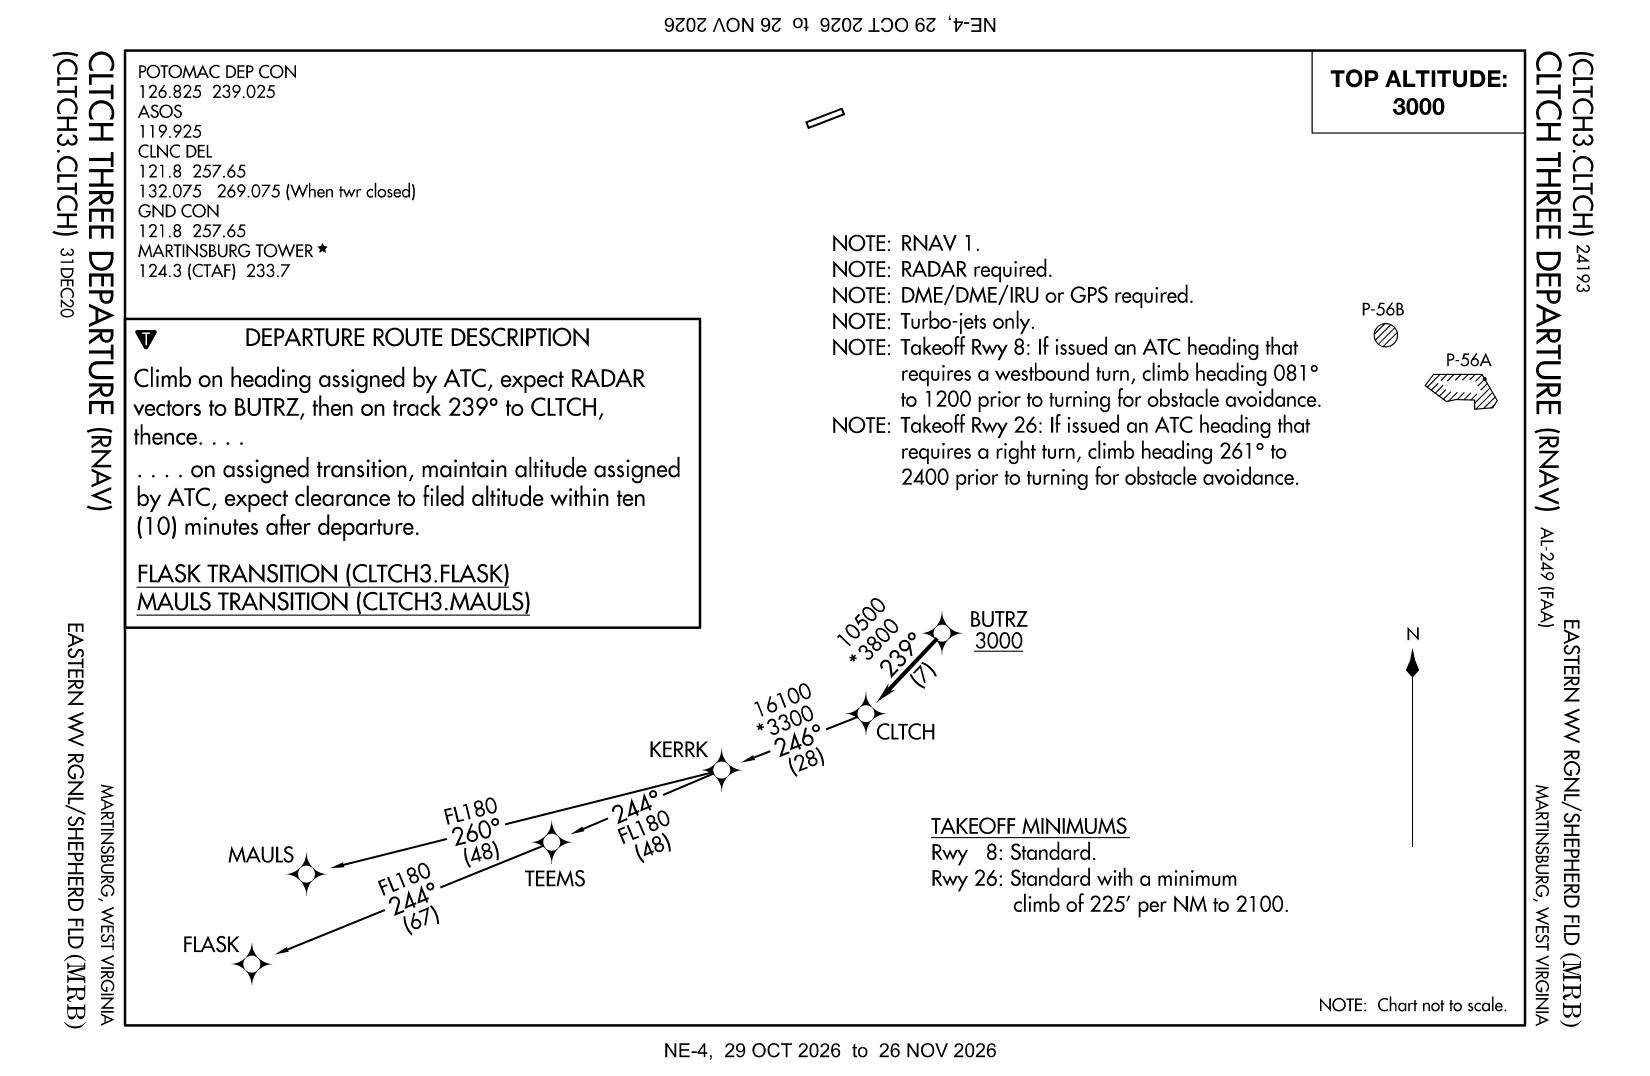 NE-4, 29 OCT 2026 to 26 NOV 2026
(CLTCH3.CLTCH) 31DEC20
CLTCH THREE DEPARTURE (RNAV)
EASTERN WV RGNL/SHEPHERD FLD (MRB)
MARTINSBURG, WEST VIRGINIA
POTOMAC DEP CON
126.825 239.025
ASOS
119.925
CLNC DEL
121.8 257.65
132.075 269.075 (When twr closed)
GND CON
121.8 257.65
MARTINSBURG TOWER ★
124.3 (CTAF) 233.7
TOP ALTITUDE:
3000
T
DEPARTURE ROUTE DESCRIPTION
Climb on heading assigned by ATC, expect RADAR
vectors to BUTRZ, then on track 239° to CLTCH,
thence. . . .
. . . . on assigned transition, maintain altitude assigned
by ATC, expect clearance to filed altitude within ten
(10) minutes after departure.
FLASK TRANSITION (CLTCH3.FLASK)
MAULS TRANSITION (CLTCH3.MAULS)
NOTE: RNAV 1.
NOTE: RADAR required.
NOTE: DME/DME/IRU or GPS required.
NOTE: Turbo-jets only.
NOTE: Takeoff Rwy 8: If issued an ATC heading that
requires a westbound turn, climb heading 081°
to 1200 prior to turning for obstacle avoidance.
NOTE: Takeoff Rwy 26: If issued an ATC heading that
requires a right turn, climb heading 261° to
2400 prior to turning for obstacle avoidance.
P-56B
P-56A
BUTRZ
3000
10500
*3800
239°
(7)
CLTCH
16100
*3300
246°
(28)
KERRK
FL180
260°
(48)
244°
FL180
(48)
MAULS
TEEMS
FL180
244°
(67)
FLASK
N
TAKEOFF MINIMUMS
Rwy 8: Standard.
Rwy 26: Standard with a minimum
climb of 225' per NM to 2100.
NOTE: Chart not to scale.
(CLTCH3.CLTCH) 24193
CLTCH THREE DEPARTURE (RNAV)
AL-249 (FAA)
EASTERN WV RGNL/SHEPHERD FLD (MRB)
MARTINSBURG, WEST VIRGINIA
NE-4, 29 OCT 2026 to 26 NOV 2026